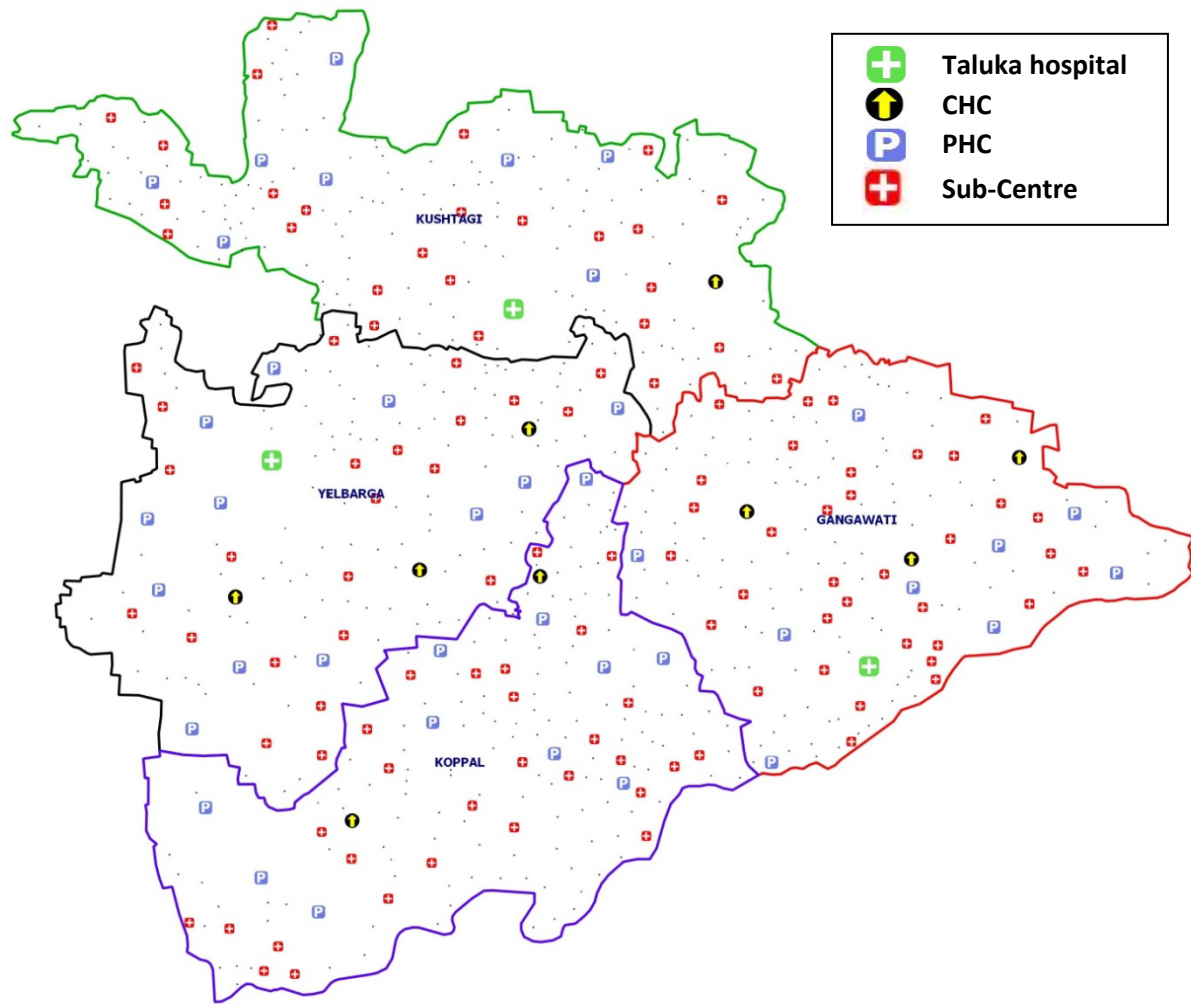 Taluka hospital
CHC
P PHC
Sub-Centre
KUSHTAGI
YELBARGA
GANGAWATI
KOPPAL